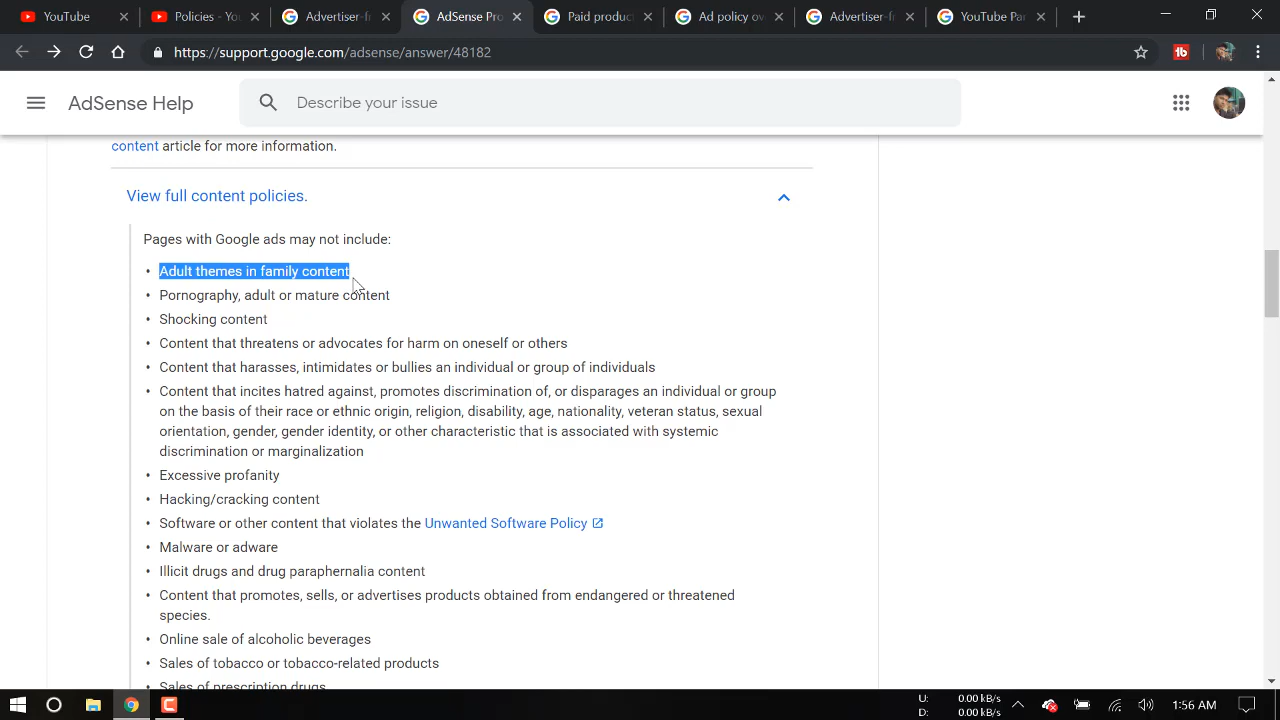 YouTube
Policies - You
Advertiser-fr
AdSense Pro
Paid product
Ad policy ove
Advertiser-fr
YouTube Par
https://support.google.com/adsense/answer/48182
AdSense Help
Describe your issue
content article for more information.
View full content policies.
Pages with Google ads may not include:
• Adult themes in family content
• Pornography, adult or mature content
• Shocking content
• Content that threatens or advocates for harm on oneself or others
• Content that harasses, intimidates or bullies an individual or group of individuals
• Content that incites hatred against, promotes discrimination of, or disparages an individual or group
on the basis of their race or ethnic origin, religion, disability, age, nationality, veteran status, sexual
orientation, gender, gender identity, or other characteristic that is associated with systemic
discrimination or marginalization
• Excessive profanity
• Hacking/cracking content
• Software or other content that violates the Unwanted Software Policy
• Malware or adware
• Illicit drugs and drug paraphernalia content
• Content that promotes, sells, or advertises products obtained from endangered or threatened
species.
• Online sale of alcoholic beverages
• Sales of tobacco or tobacco-related products
• Sales of prescription drugs
U: 0.00 kB/s
D: 0.00 kB/s
1:56 AM